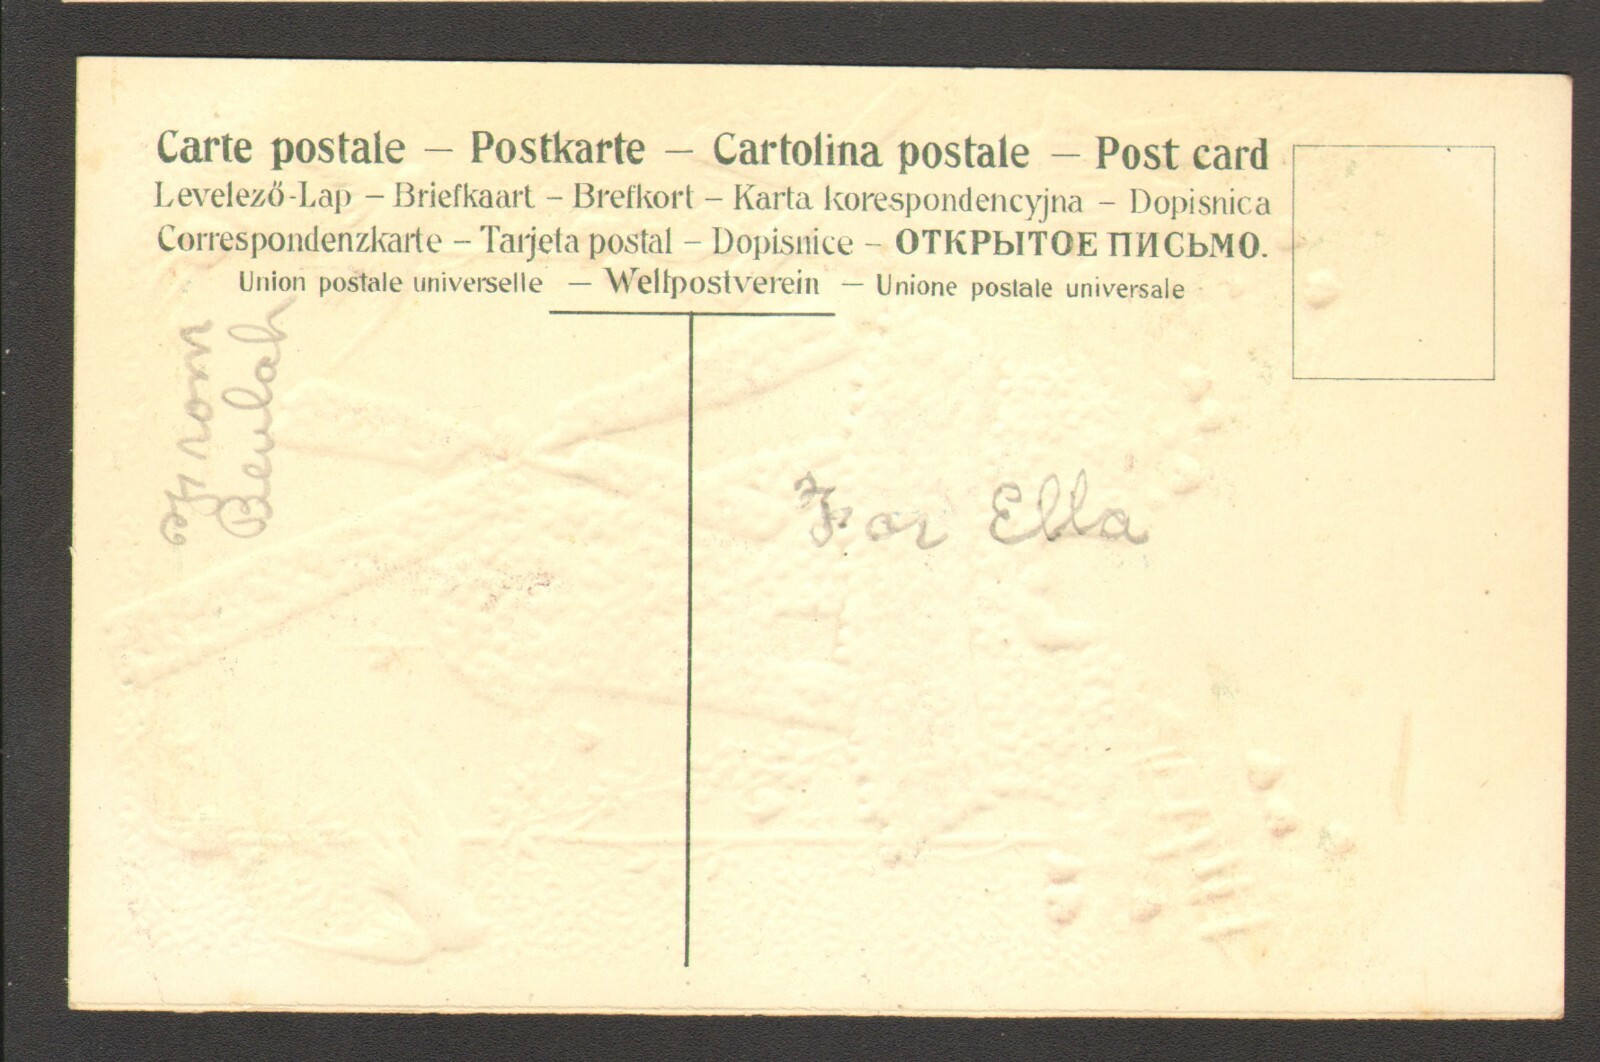 Carte postale — Postkarte — Cartolina postale — Post card
Levelező-Lap – Briefkaart – Brefkort – Karta korespondencyjna – Dopisnica
Correspondenzkarte – Tarjeta postal – Dopisnice – ОТКРЫТОЕ ПИСЬМО.
Union postale universelle — Weltpostverein — Unione postale universale
From
Beulah
For Ella